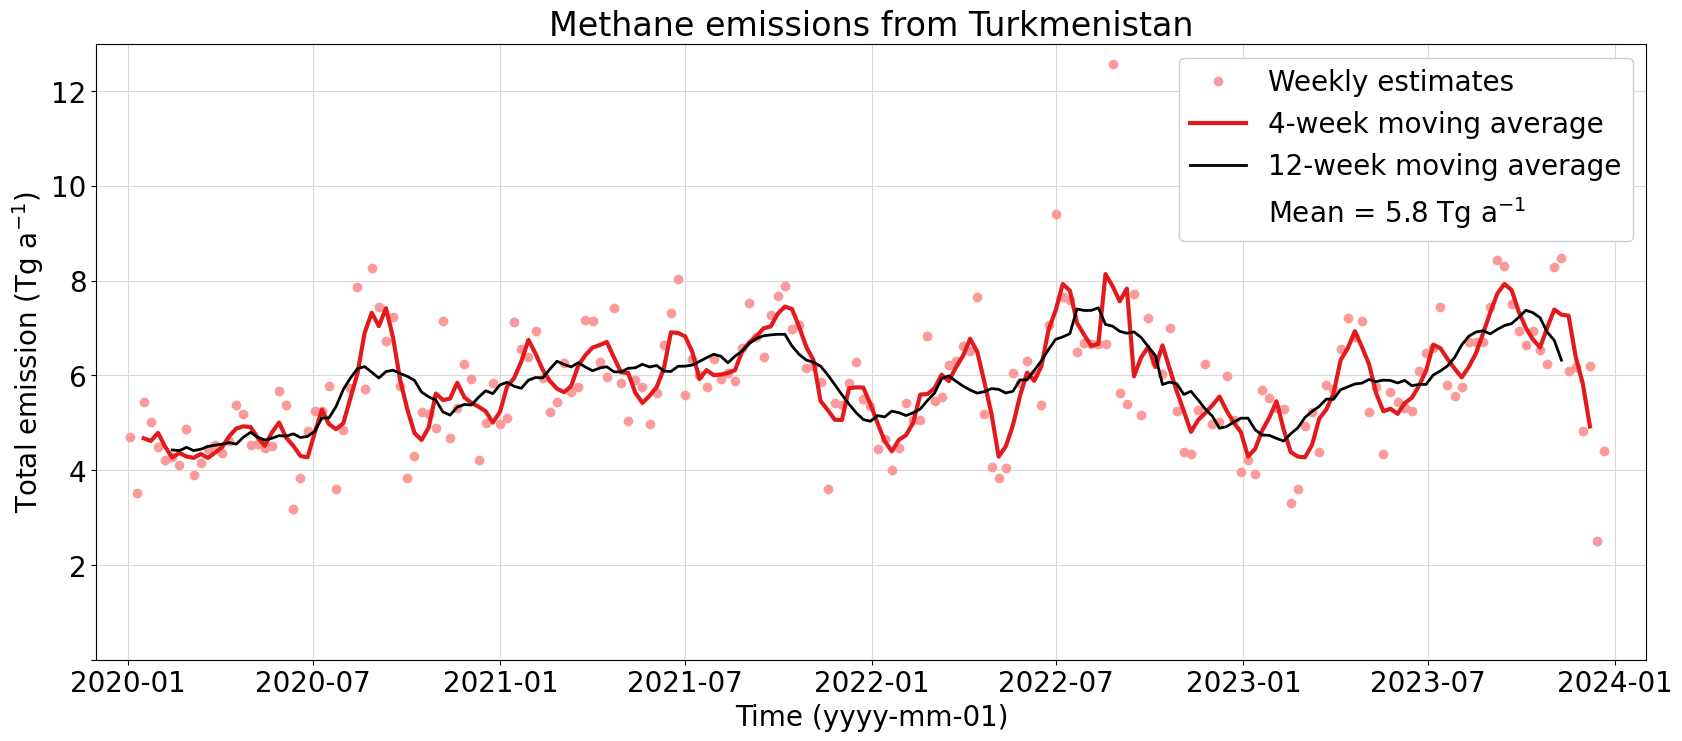 Methane emissions from Turkmenistan
Total emission (Tg a⁻¹)
12
10
8
6
4
2
Weekly estimates
4-week moving average
12-week moving average
Mean = 5.8 Tg a⁻¹
2020-01 2020-07 2021-01 2021-07 2022-01 2022-07 2023-01 2023-07 2024-01
Time (yyyy-mm-01)